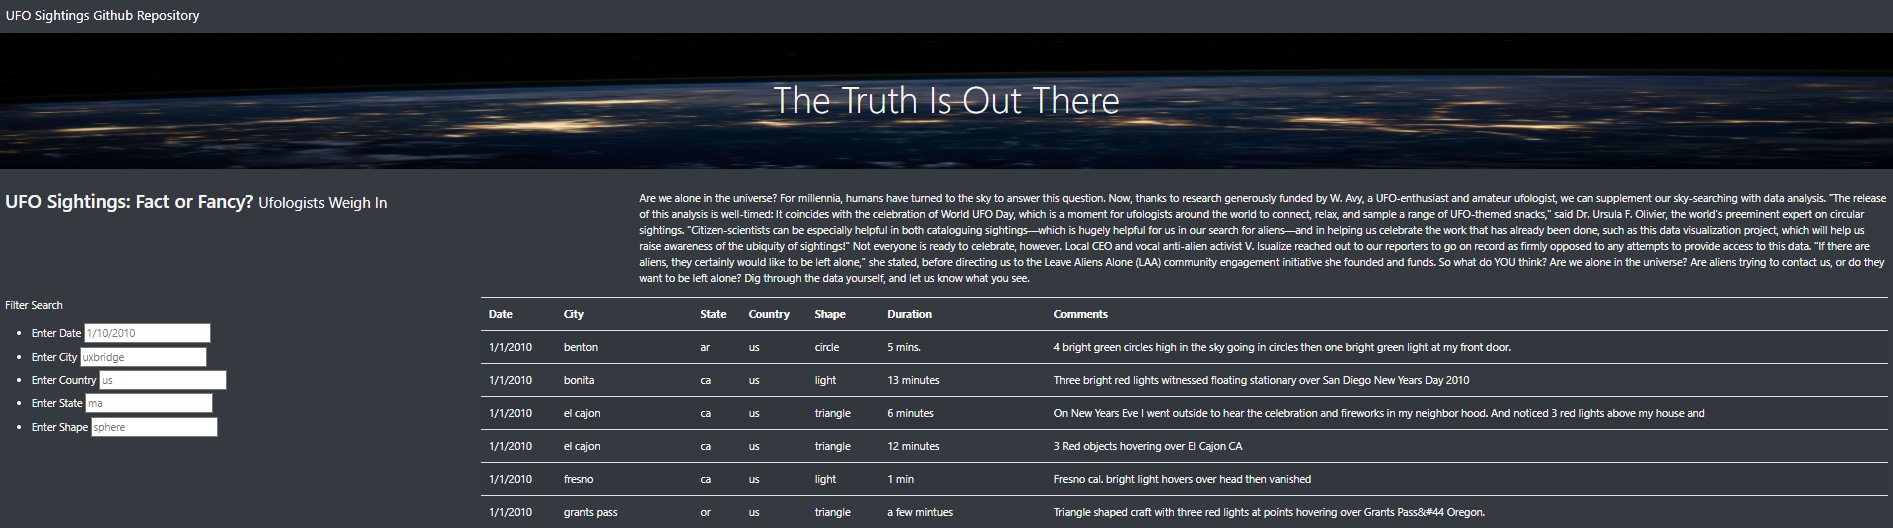 UFO Sightings Github Repository
The Truth Is Out There
UFO Sightings: Fact or Fancy? Ufologists Weigh In
Are we alone in the universe? For millennia, humans have turned to the sky to answer this question. Now, thanks to research generously funded by W. Avy, a UFO-enthusiast and amateur ufologist, we can supplement our sky-searching with data analysis. "The release
of this analysis is well-timed: It coincides with the celebration of World UFO Day, which is a moment for ufologists around the world to connect, relax, and sample a range of UFO-themed snacks," said Dr. Ursula F. Olivier, the world's preeminent expert on circular
sightings. "Citizen-scientists can be especially helpful in both cataloguing sightings—which is hugely helpful for us in our search for aliens—and in helping us celebrate the work that has already been done, such as this data visualization project, which will help us
raise awareness of the ubiquity of sightings!" Not everyone is ready to celebrate, however. Local CEO and vocal anti-alien activist V. Isualize reached out to our reporters to go on record as firmly opposed to any attempts to provide access to this data. "If there are
aliens, they certainly would like to be left alone," she stated, before directing us to the Leave Aliens Alone (LAA) community engagement initiative she founded and funds. So what do YOU think? Are we alone in the universe? Are aliens trying to contact us, or do they
want to be left alone? Dig through the data yourself, and let us know what you see.
Filter Search
Enter Date 1/10/2010
Enter City uxbridge
Enter Country us
Enter State ma
Enter Shape sphere
Date City State Country Shape Duration Comments
1/1/2010 benton ar us circle 5 mins. 4 bright green circles high in the sky going in circles then one bright green light at my front door.
1/1/2010 bonita ca us light 13 minutes Three bright red lights witnessed floating stationary over San Diego New Years Day 2010
1/1/2010 el cajon ca us triangle 6 minutes On New Years Eve I went outside to hear the celebration and fireworks in my neighbor hood. And noticed 3 red lights above my house and
1/1/2010 el cajon ca us triangle 12 minutes 3 Red objects hovering over El Cajon CA
1/1/2010 fresno ca us light 1 min Fresno cal. bright light hovers over head then vanished
1/1/2010 grants pass or us triangle a few mintues Triangle shaped craft with three red lights at points hovering over Grants Pass&#44 Oregon.